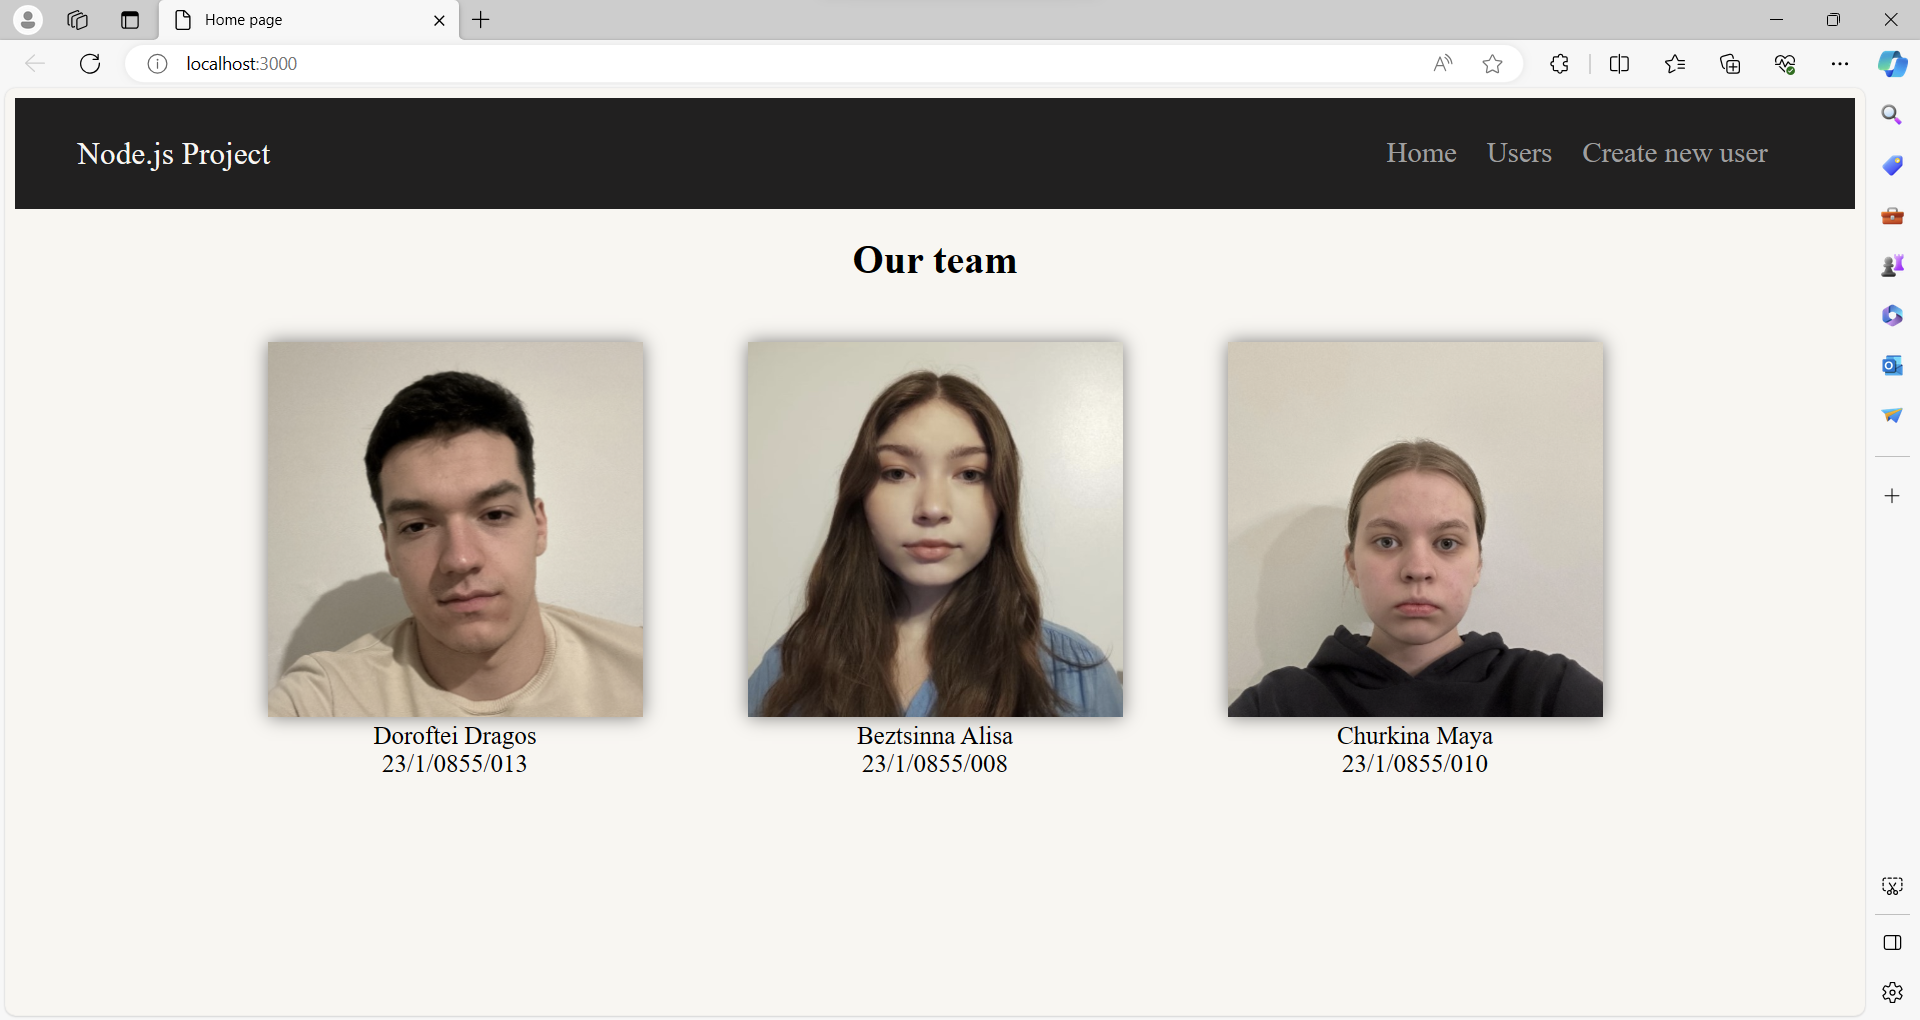 Home page
localhost:3000
Node.js Project
Home Users Create new user
Our team
Doroftei Dragos
23/1/0855/013
Beztsinna Alisa
23/1/0855/008
Churkina Maya
23/1/0855/010